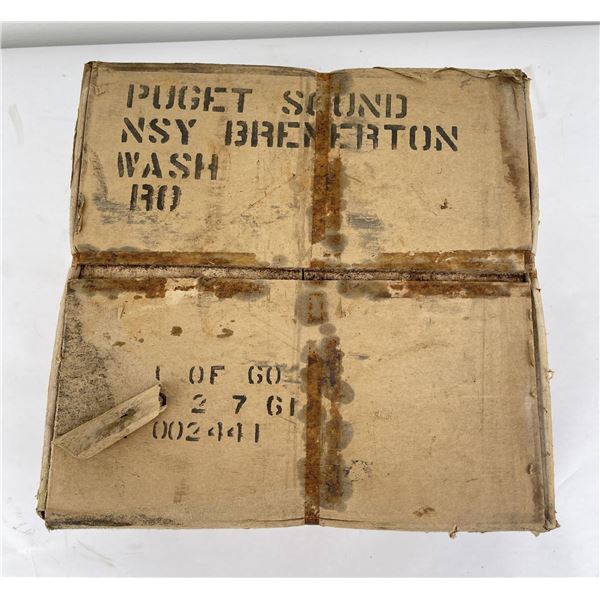 PUGET SOUND
NSY BREMERTON
WASH
RO
1 OF 60
2 7 61
002441